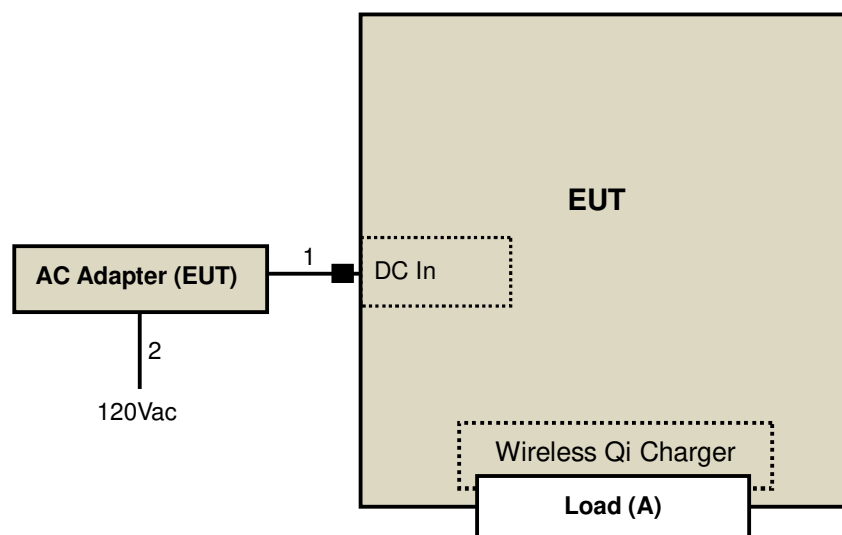 EUT
1
DC In
AC Adapter (EUT)
2
120Vac
Wireless Qi Charger
Load (A)